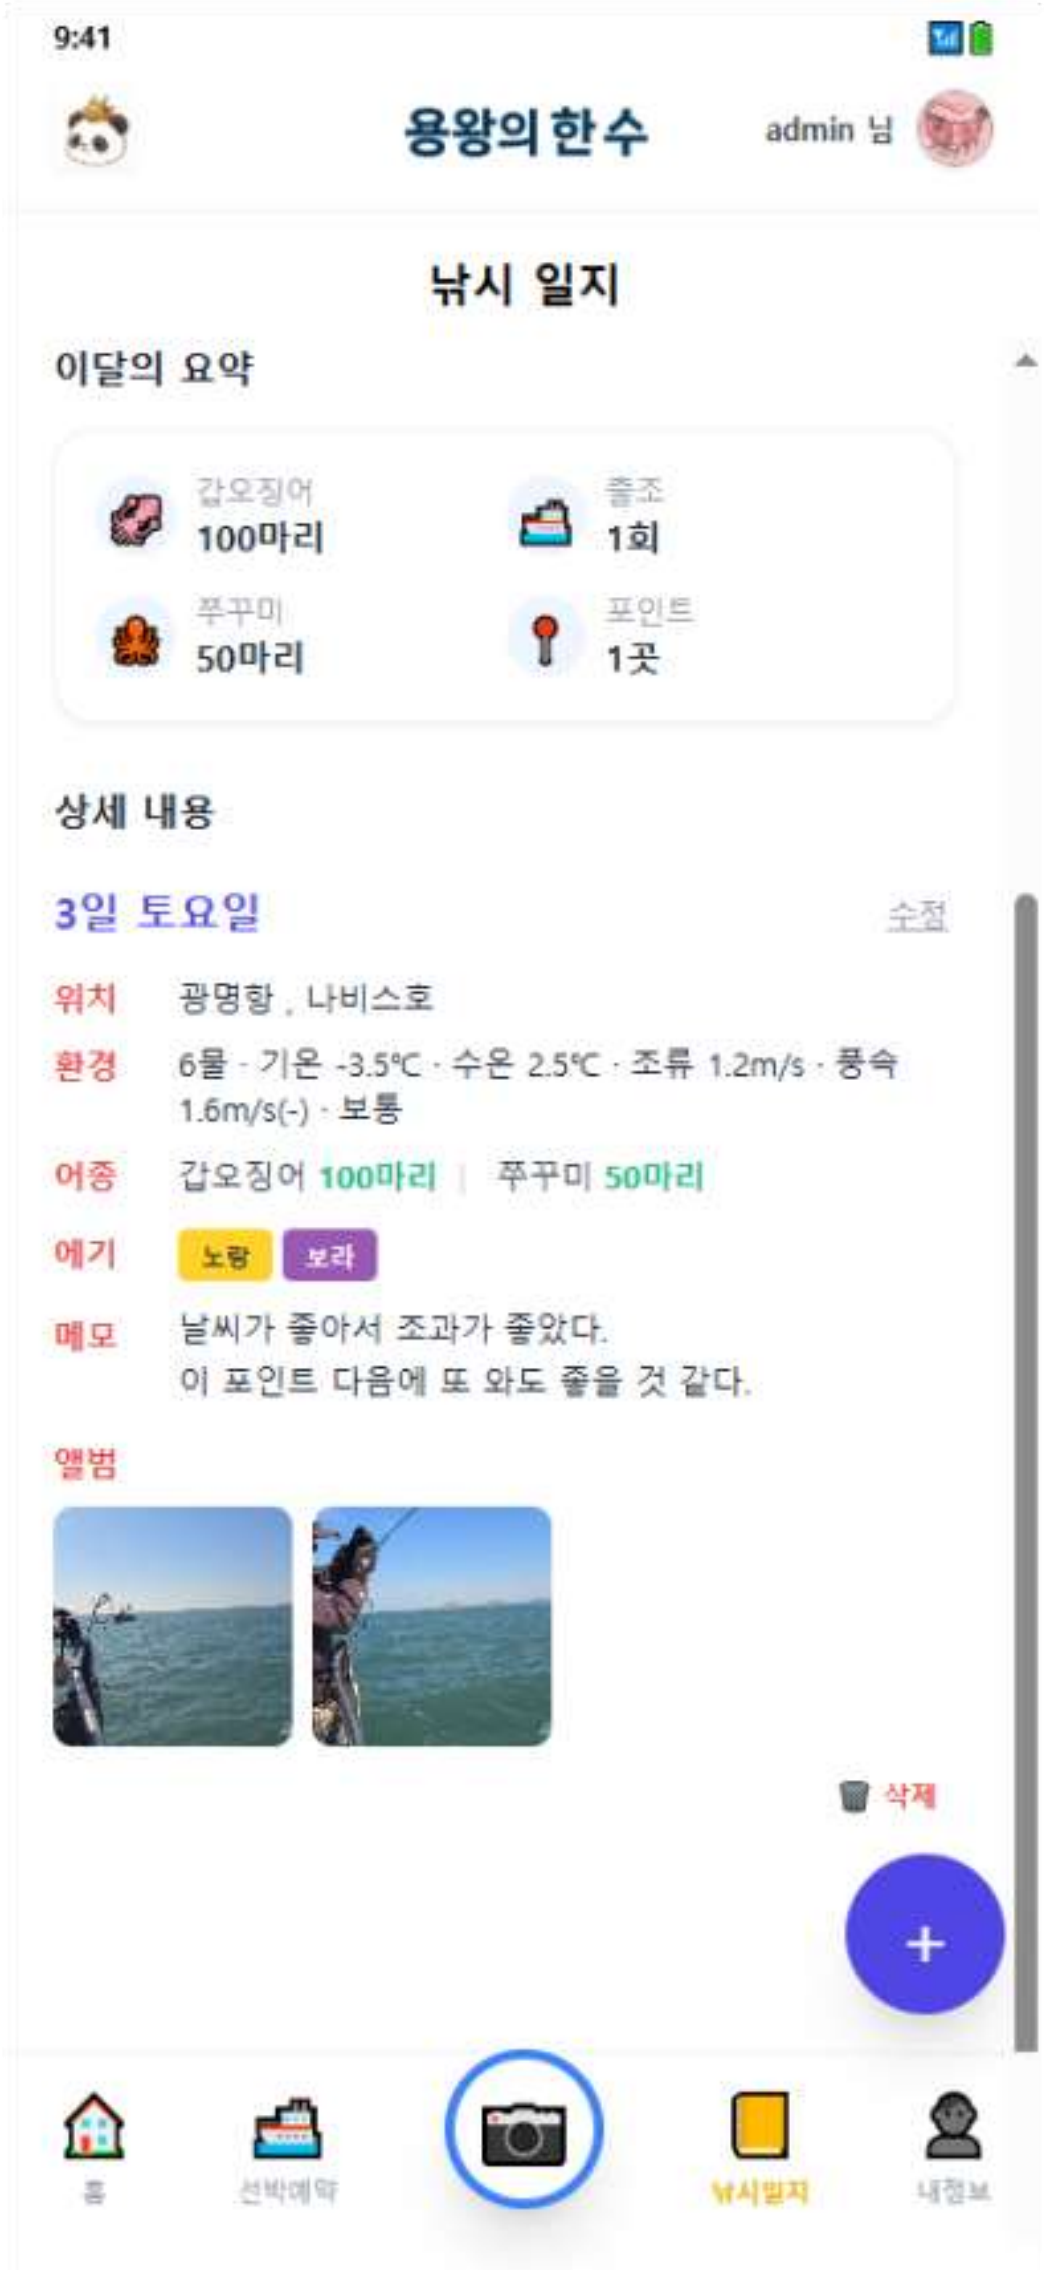 9:41
용왕의 한 수
admin 님
낚시 일지
이달의 요약
갑오징어
100마리
출조
1회
쭈꾸미
50마리
포인트
1곳
상세 내용
3일 토요일
수정
위치
광명항 , 나비스호
환경
6물 · 기온 -3.5℃ · 수온 2.5℃ · 조류 1.2m/s · 풍속
1.6m/s(-) · 보통
어종
갑오징어 100마리 | 쭈꾸미 50마리
에기
노랑 보라
메모
날씨가 좋아서 조과가 좋았다.
이 포인트 다음에 또 와도 좋을 것 같다.
앨범
삭제
+
홈
선박예약
낚시일지
내정보